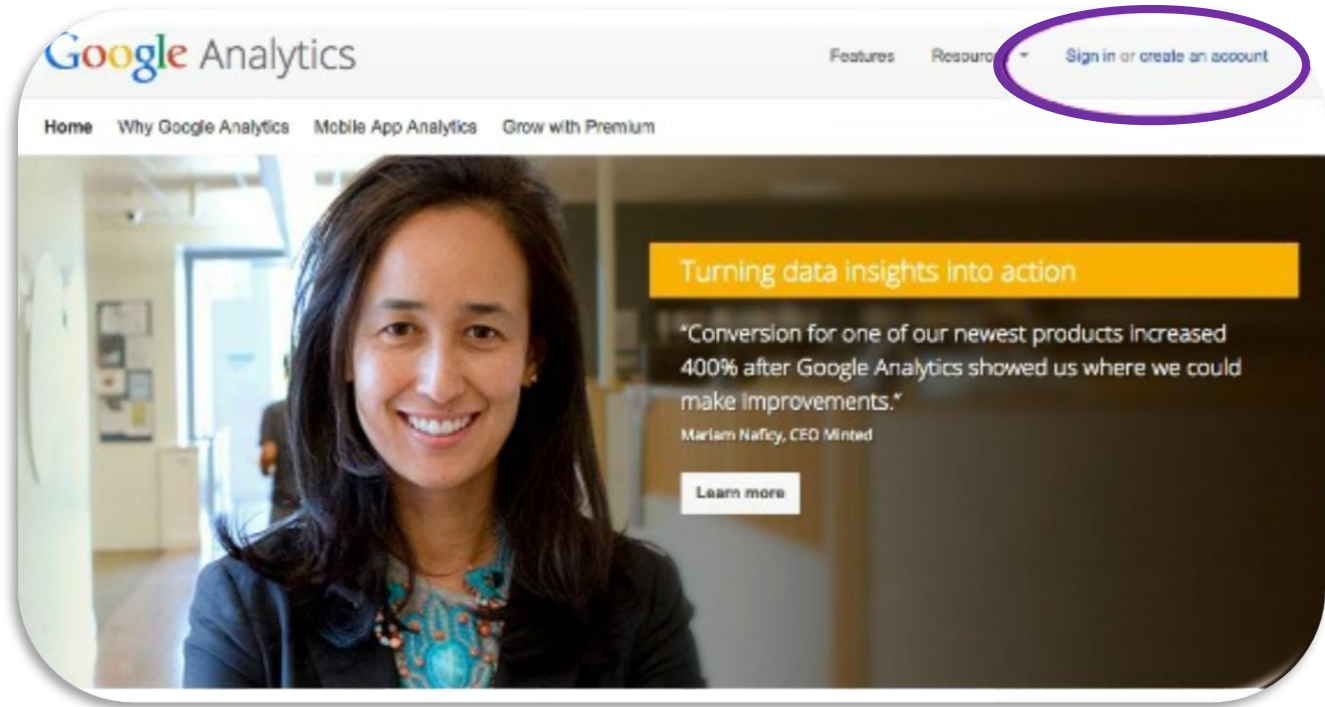 Google Analytics
Features Resources Sign in or create an account
Home Why Google Analytics Mobile App Analytics Grow with Premium
Turning data insights into action
“Conversion for one of our newest products increased
400% after Google Analytics showed us where we could
make improvements.”
Mariam Naficy, CEO Minted
Learn more